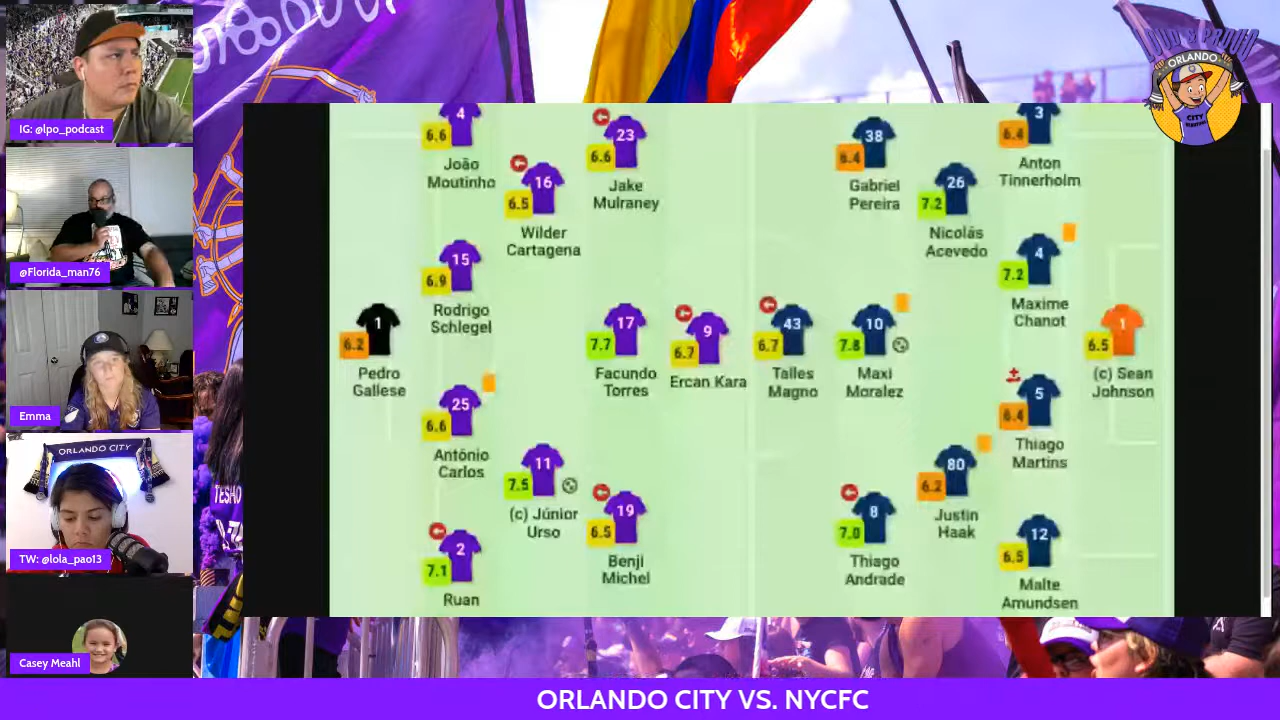 IG: @lpo_podcast
@Florida_man76
Emma
ORLANDO CITY
TW: @lola_pao13
Casey Meahl
ORLANDO
CITY
4
6.6
João
Moutinho
16
6.5
Wilder
Cartagena
23
6.6
Jake
Mulraney
15
6.9
Rodrigo
Schlegel
1
6.2
Pedro
Gallese
17
7.7
Facundo
Torres
9
6.7
Ercan Kara
25
6.6
Antônio
Carlos
11
7.5
(c) Júnior
Urso
19
6.5
Benji
Michel
2
7.1
Ruan
38
6.4
Gabriel
Pereira
26
7.2
Nicolás
Acevedo
3
6.4
Anton
Tinnerholm
4
7.2
Maxime
Chanot
43
6.7
Talles
Magno
10
7.8
Maxi
Moralez
1
6.5
(c) Sean
Johnson
5
6.4
Thiago
Martins
80
6.2
Justin
Haak
8
7.0
Thiago
Andrade
12
6.5
Malte
Amundsen
ORLANDO CITY VS. NYCFC